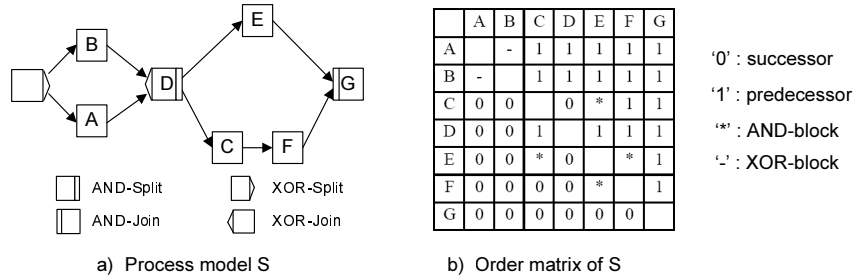 B
A
D
E
C
F
G
AND-Split
XOR-Split
AND-Join
XOR-Join
a) Process model S
A B C D E F G
A - 1 1 1 1 1
B - 1 1 1 1 1
C 0 0 0 * 1 1
D 0 0 1 1 1 1
E 0 0 * 0 * 1
F 0 0 0 0 * 1
G 0 0 0 0 0 0
b) Order matrix of S
‘0’ : successor
‘1’ : predecessor
‘*’ : AND-block
‘-’ : XOR-block